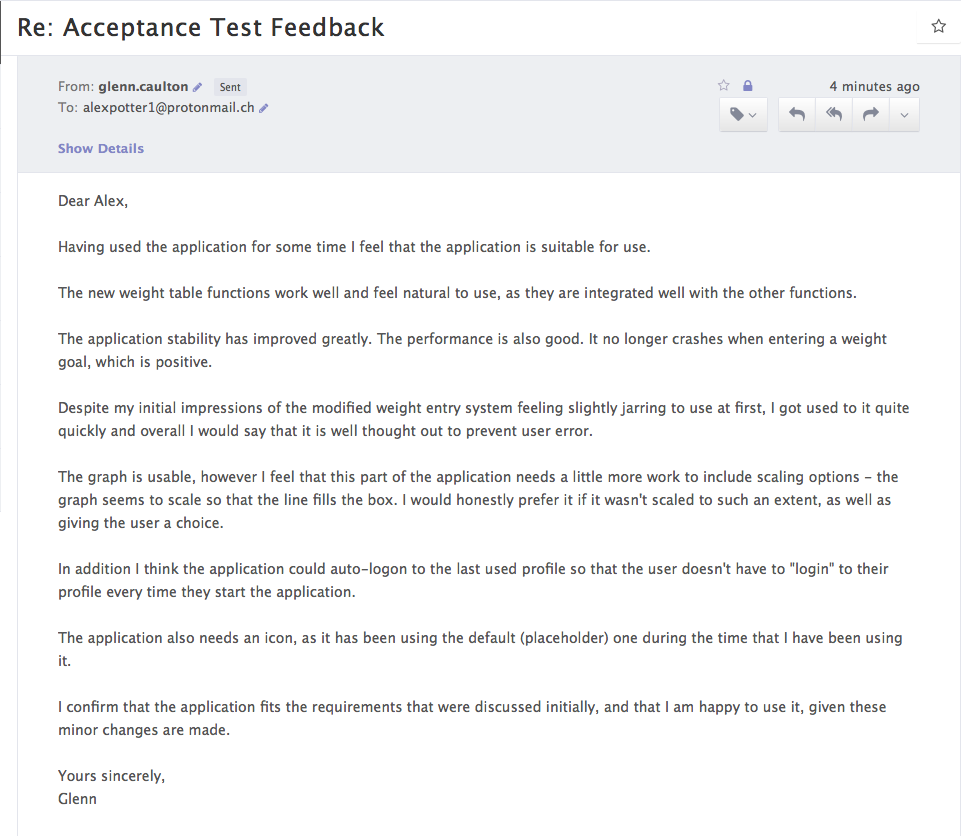 Re: Acceptance Test Feedback
From: glenn.caulton Sent
4 minutes ago
To: alexpotter1@protonmail.ch
Show Details
Dear Alex,
Having used the application for some time I feel that the application is suitable for use.
The new weight table functions work well and feel natural to use, as they are integrated well with the other functions.
The application stability has improved greatly. The performance is also good. It no longer crashes when entering a weight
goal, which is positive.
Despite my initial impressions of the modified weight entry system feeling slightly jarring to use at first, I got used to it quite
quickly and overall I would say that it is well thought out to prevent user error.
The graph is usable, however I feel that this part of the application needs a little more work to include scaling options - the
graph seems to scale so that the line fills the box. I would honestly prefer it if it wasn't scaled to such an extent, as well as
giving the user a choice.
In addition I think the application could auto-logon to the last used profile so that the user doesn't have to "login" to their
profile every time they start the application.
The application also needs an icon, as it has been using the default (placeholder) one during the time that I have been using
it.
I confirm that the application fits the requirements that were discussed initially, and that I am happy to use it, given these
minor changes are made.
Yours sincerely,
Glenn